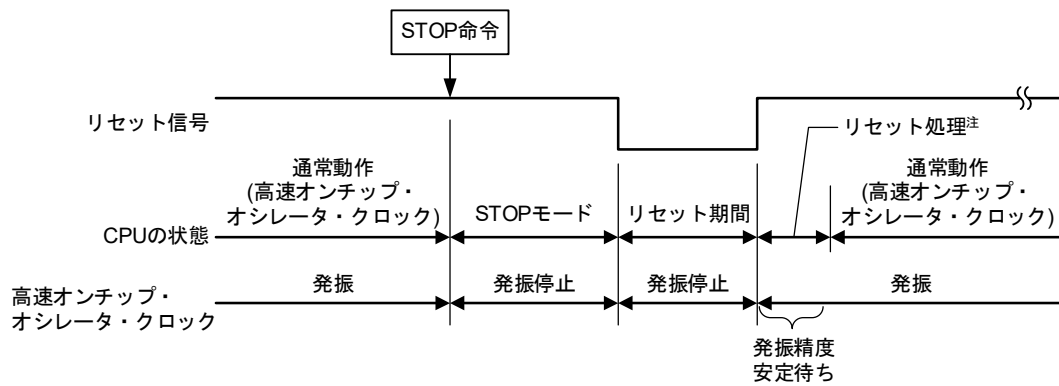 STOP命令
リセット信号
リセット処理注
通常動作
(高速オンチップ・
オシレータ・クロック)
STOPモード
リセット期間
通常動作
(高速オンチップ・
オシレータ・クロック)
CPUの状態
高速オンチップ・
オシレータ・クロック
発振
発振停止
発振停止
発振
発振精度
安定待ち